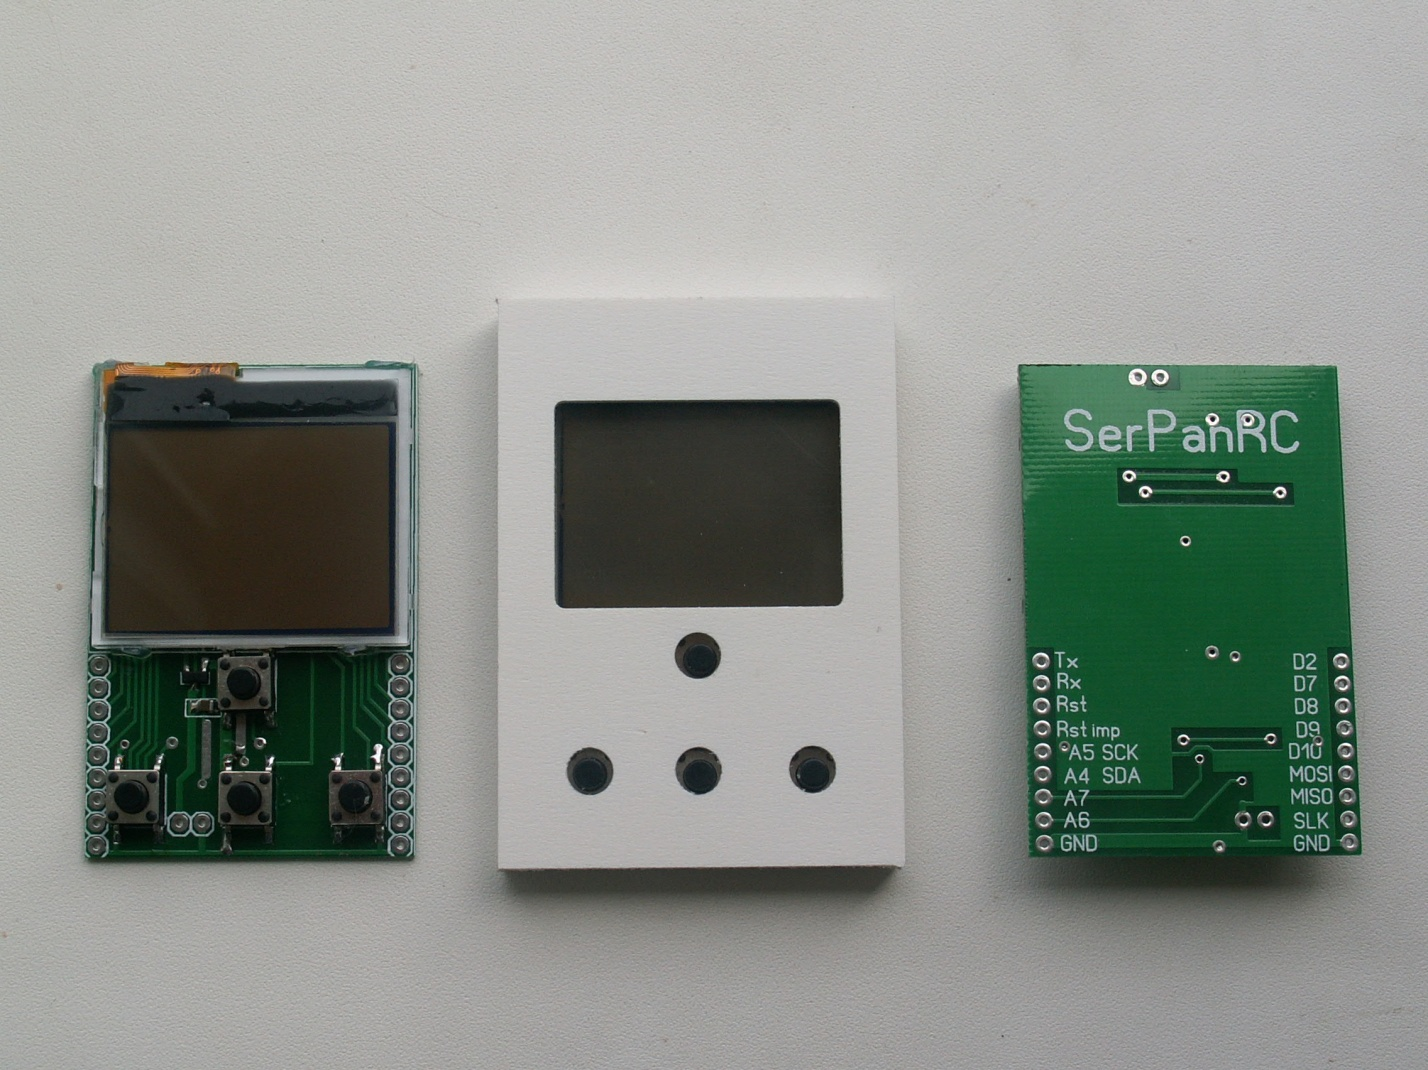 SerPanRC
Tx D2
Rx D7
Rst D8
Rst imp D9
A5 SCK D10
A4 SDA MOSI
A7 MISO
A6 SLK
GND GND